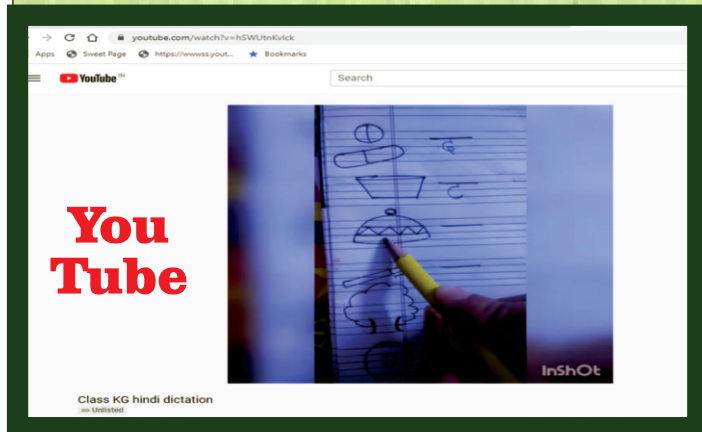 youtube.com/watch?v=hSWUtnKvlck
Apps Sweet Page https://wwwss.yout... Bookmarks
YouTube IN
Search
द
ट
You
Tube
InShOt
Class KG hindi dictation
Unlisted